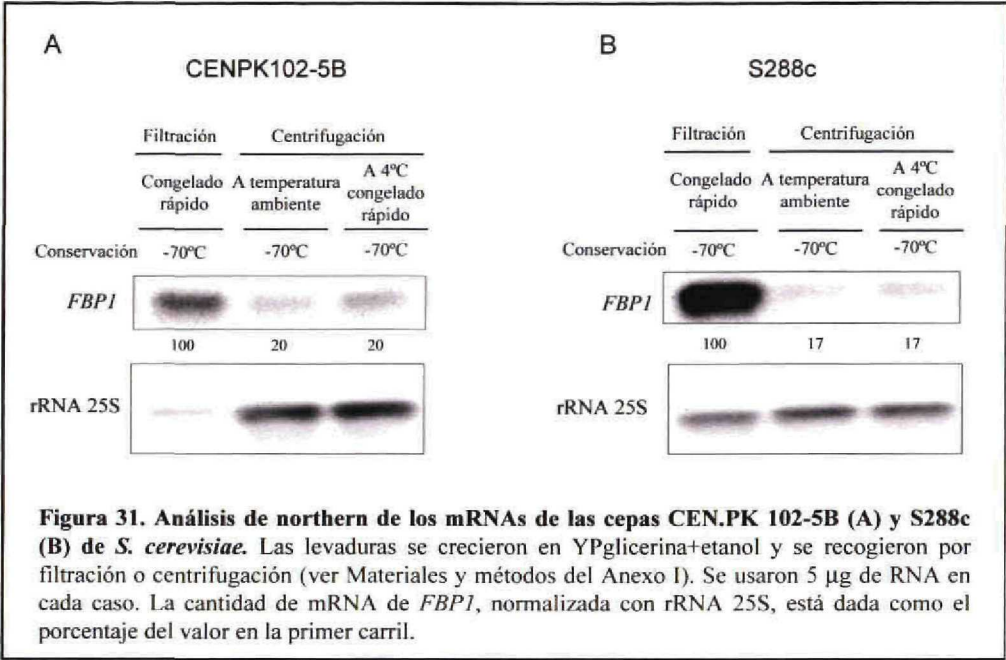 A
CENPK102-5B
Filtración Centrifugación
Congelado rápido A temperatura ambiente A 4ºC congelado rápido
Conservación -70ºC -70ºC -70ºC
FBP1
100 20 20
rRNA 25S
B
S288c
Filtración Centrifugación
Congelado rápido A temperatura ambiente A 4ºC congelado rápido
Conservación -70ºC -70ºC -70ºC
FBP1
100 17 17
rRNA 25S
Figura 31. Análisis de northern de los mRNAs de las cepas CEN.PK 102-5B (A) y S288c
(B) de S. cerevisiae. Las levaduras se crecieron en YPglicerina+etanol y se recogieron por
filtración o centrifugación (ver Materiales y métodos del Anexo I). Se usaron 5 µg de RNA en
cada caso. La cantidad de mRNA de FBP1, normalizada con rRNA 25S, está dada como el
porcentaje del valor en la primer carril.